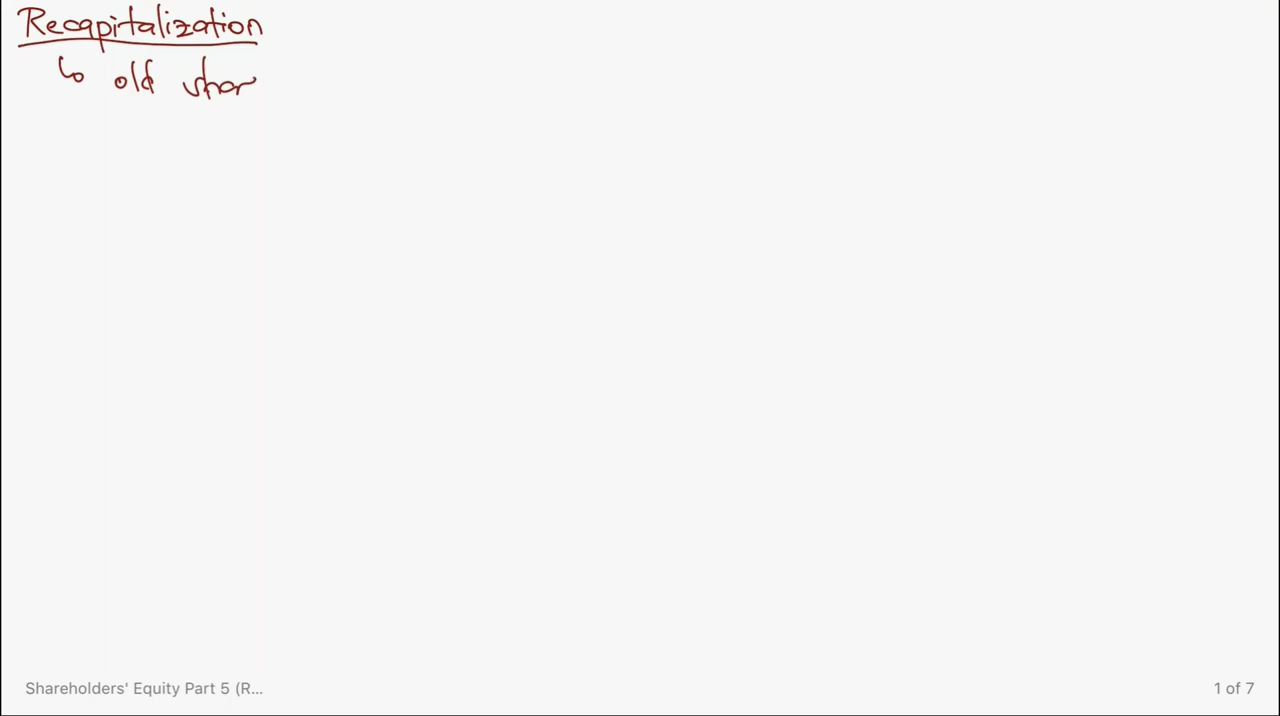 Recapitalization
↳ old shar
Shareholders' Equity Part 5 (R...
1 of 7